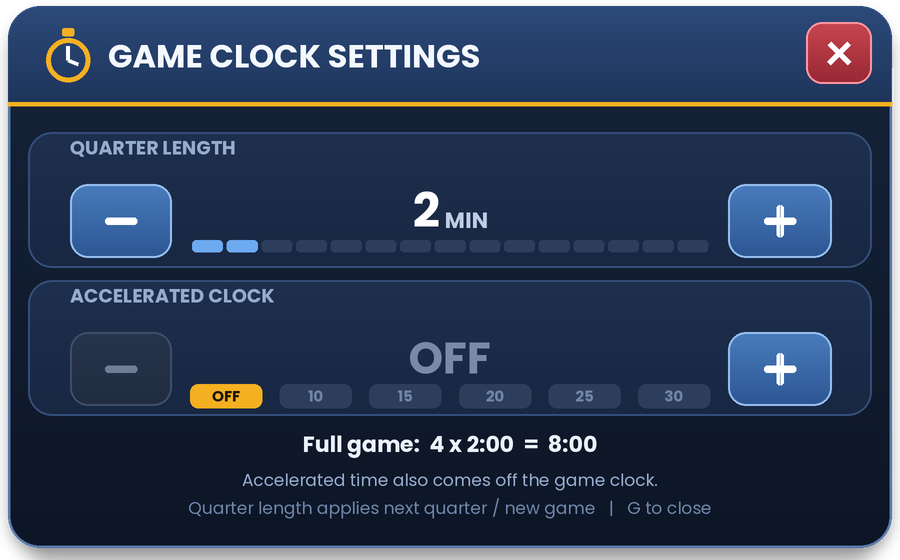 GAME CLOCK SETTINGS
QUARTER LENGTH
2 MIN
ACCELERATED CLOCK
OFF
OFF 10 15 20 25 30
Full game: 4 x 2:00 = 8:00
Accelerated time also comes off the game clock.
Quarter length applies next quarter / new game | G to close